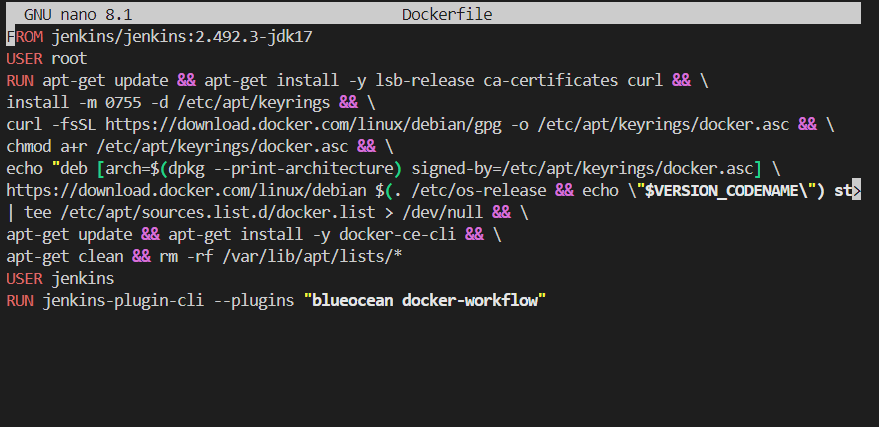 GNU nano 8.1 Dockerfile
FROM jenkins/jenkins:2.492.3-jdk17
USER root
RUN apt-get update && apt-get install -y lsb-release ca-certificates curl && \
install -m 0755 -d /etc/apt/keyrings && \
curl -fsSL https://download.docker.com/linux/debian/gpg -o /etc/apt/keyrings/docker.asc && \
chmod a+r /etc/apt/keyrings/docker.asc && \
echo "deb [arch=$(dpkg --print-architecture) signed-by=/etc/apt/keyrings/docker.asc] \
https://download.docker.com/linux/debian $(. /etc/os-release && echo \"$VERSION_CODENAME\") st>
| tee /etc/apt/sources.list.d/docker.list > /dev/null && \
apt-get update && apt-get install -y docker-ce-cli && \
apt-get clean && rm -rf /var/lib/apt/lists/*
USER jenkins
RUN jenkins-plugin-cli --plugins "blueocean docker-workflow"